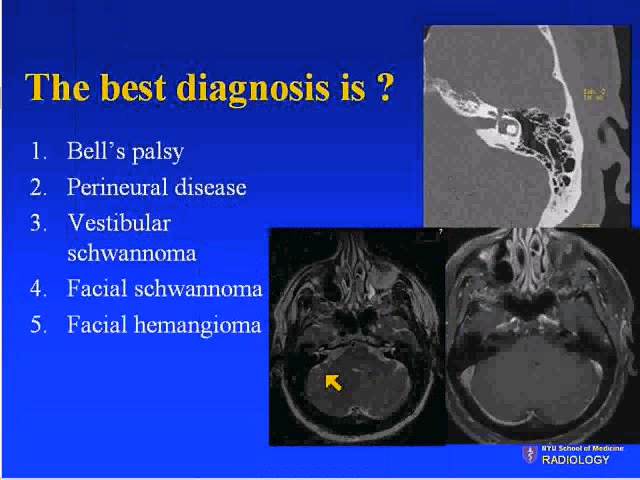 The best diagnosis is ?
1. Bell's palsy
2. Perineural disease
3. Vestibular
schwannoma
4. Facial schwannoma
5. Facial hemangioma
?
NYU School of Medicine
RADIOLOGY